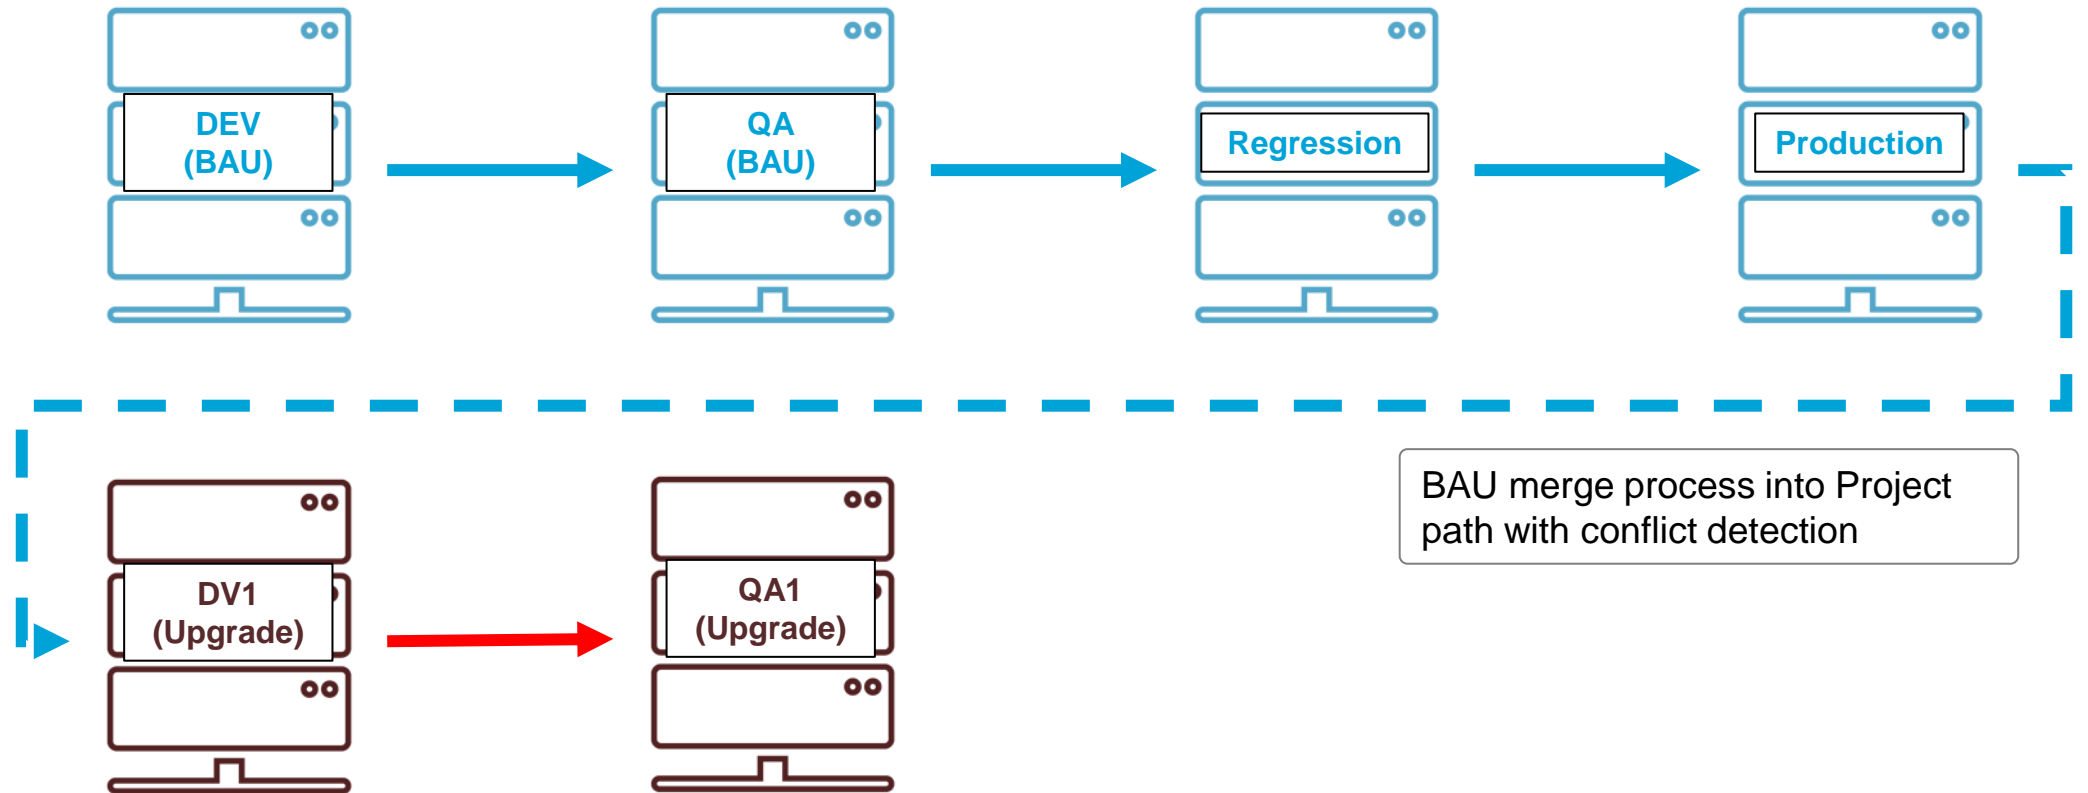 DEV
(BAU)
QA
(BAU)
Regression
Production
BAU merge process into Project
path with conflict detection
DV1
(Upgrade)
QA1
(Upgrade)